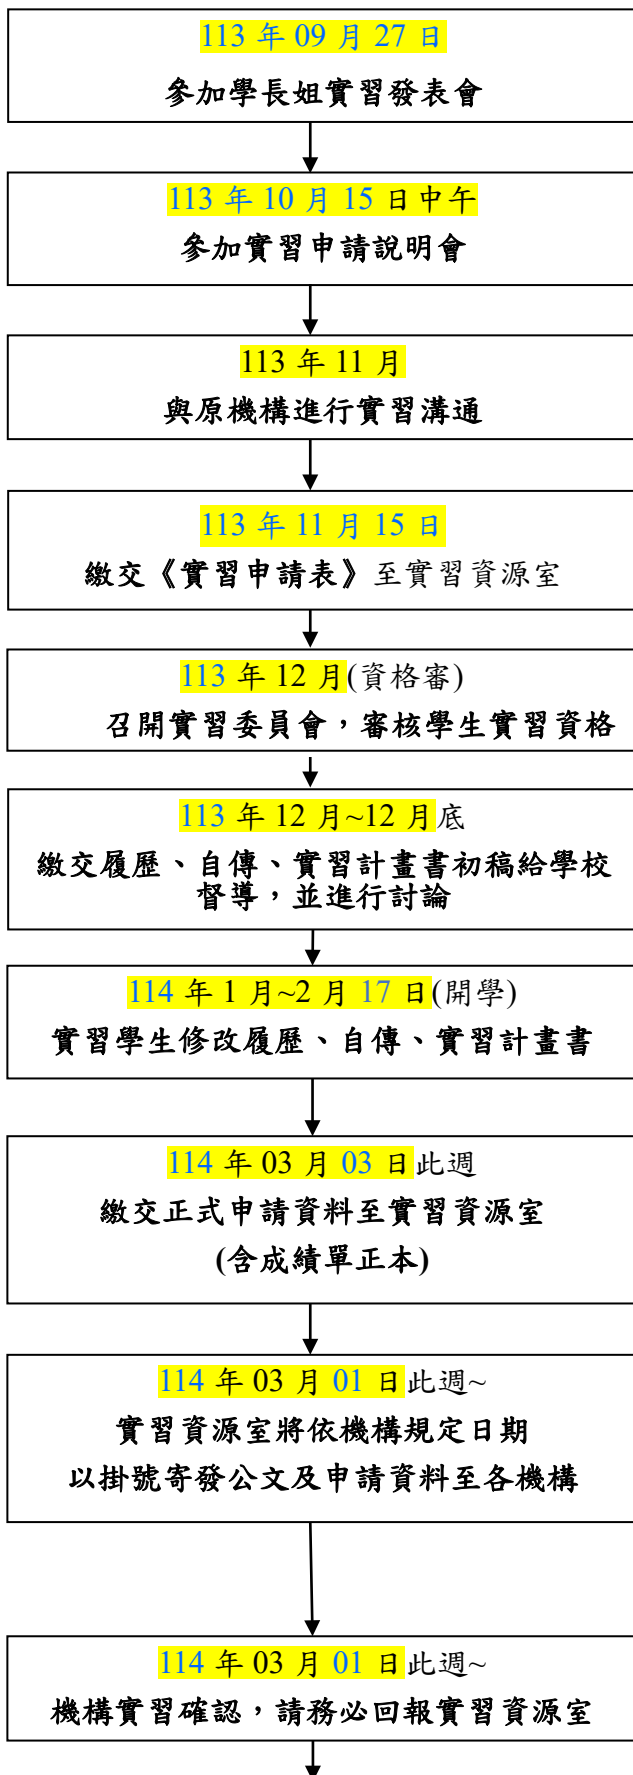 113 年 09 月 27 日
參加學長姐實習發表會
113 年 10 月 15 日中午
參加實習申請說明會
113 年 11 月
與原機構進行實習溝通
113 年 11 月 15 日
繳交《實習申請表》至實習資源室
113 年 12 月(資格審)
召開實習委員會，審核學生實習資格
113 年 12 月~12 月底
繳交履歷、自傳、實習計畫書初稿給學校
督導，並進行討論
114 年 1 月~2 月 17 日(開學)
實習學生修改履歷、自傳、實習計畫書
114 年 03 月 03 日此週
繳交正式申請資料至實習資源室
(含成績單正本)
114 年 03 月 01 日此週~
實習資源室將依機構規定日期
以掛號寄發公文及申請資料至各機構
114 年 03 月 01 日此週~
機構實習確認，請務必回報實習資源室